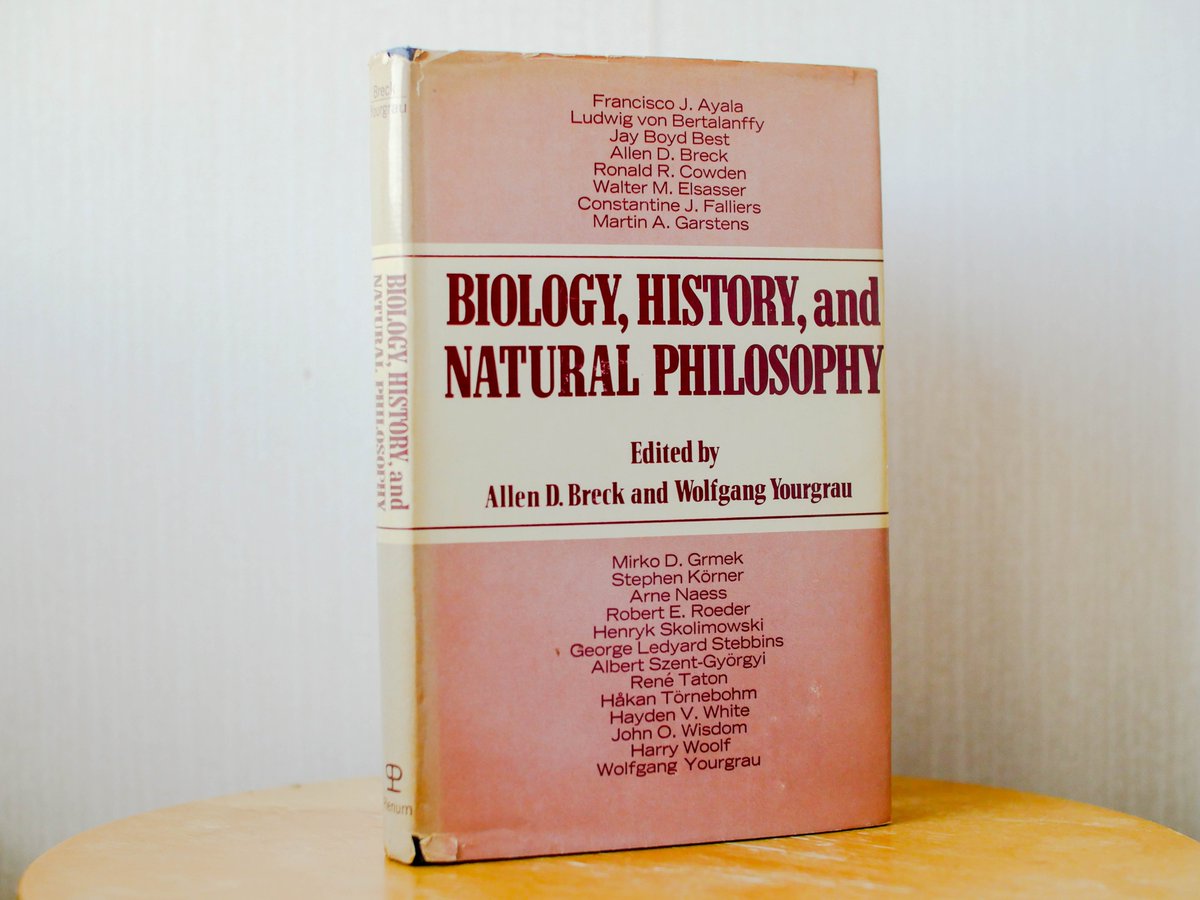 Francisco J. Ayala
Ludwig von Bertalanffy
Jay Boyd Best
Allen D. Breck
Ronald R. Cowden
Walter M. Elsasser
Constantine J. Falliers
Martin A. Garstens
BIOLOGY, HISTORY, and
NATURAL PHILOSOPHY
Edited by
Allen D. Breck and Wolfgang Yourgrau
Mirko D. Grmek
Stephen Körner
Arne Naess
Robert E. Roeder
Henryk Skolimowski
George Ledyard Stebbins
Albert Szent-Györgyi
René Taton
Håkan Törnebohm
Hayden V. White
John O. Wisdom
Harry Woolf
Wolfgang Yourgrau
Breck
Yourgrau
BIOLOGY, HISTORY, and
NATURAL PHILOSOPHY